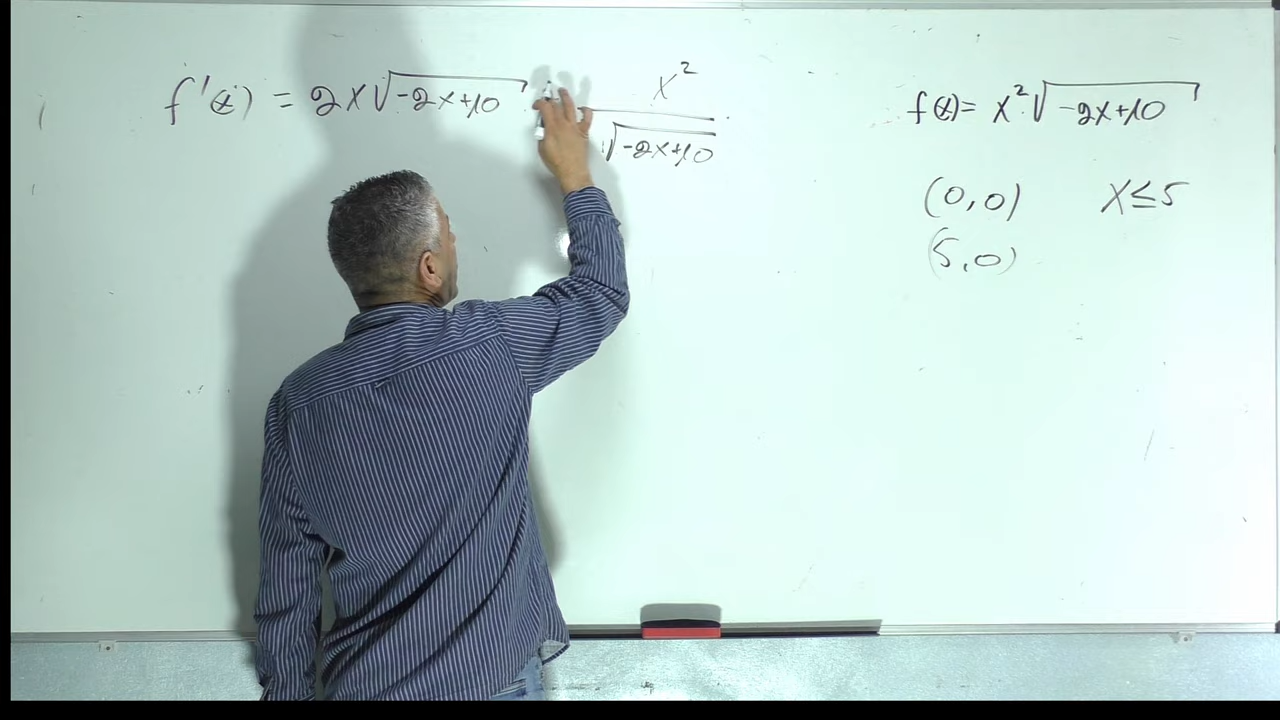 f'(x) = 2x√(-2x+10) x²/√(-2x+10)
f(x) = x²√(-2x+10)
(0,0) x≤5
(5,0)